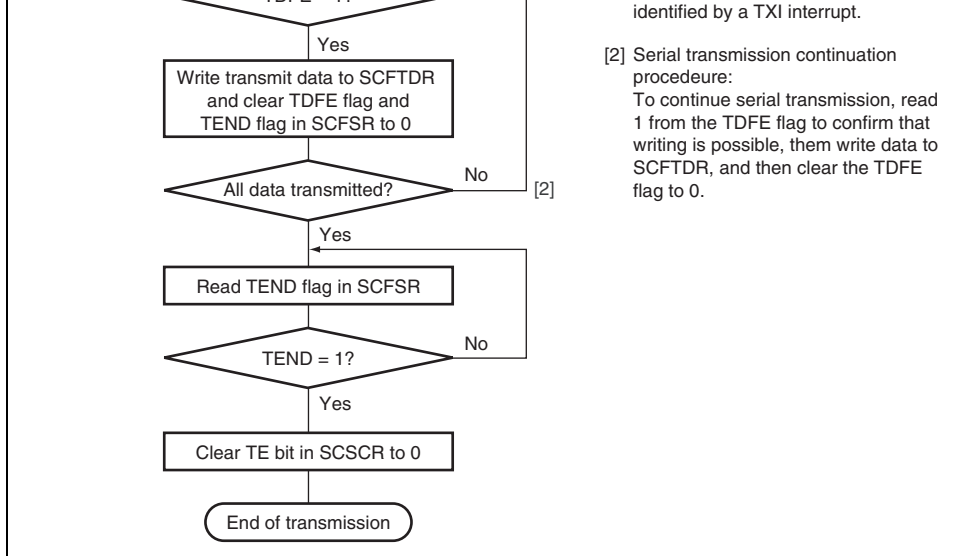 TDFE = 1?
identified by a TXI interrupt.
Yes
Write transmit data to SCFTDR
and clear TDFE flag and
TEND flag in SCFSR to 0
[2] Serial transmission continuation
procedeure:
To continue serial transmission, read
1 from the TDFE flag to confirm that
writing is possible, them write data to
SCFTDR, and then clear the TDFE
flag to 0.
All data transmitted?
No
[2]
Yes
Read TEND flag in SCFSR
TEND = 1?
No
Yes
Clear TE bit in SCSCR to 0
End of transmission